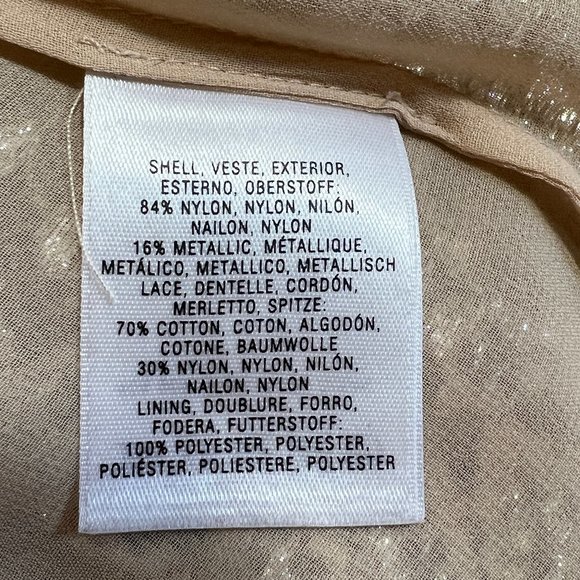 SHELL, VESTE, EXTERIOR,
ESTERNO, OBERSTOFF:
84% NYLON, NYLON, NILÓN,
NAILON, NYLON
16% METALLIC, MÉTALLIQUE,
METÁLICO, METALLICO, METALLISCH
LACE, DENTELLE, CORDÓN,
MERLETTO, SPITZE:
70% COTTON, COTON, ALGODÓN,
COTONE, BAUMWOLLE
30% NYLON, NYLON, NILÓN,
NAILON, NYLON
LINING, DOUBLURE, FORRO,
FODERA, FUTTERSTOFF:
100% POLYESTER, POLYESTER,
POLIÉSTER, POLIESTERE, POLYESTER